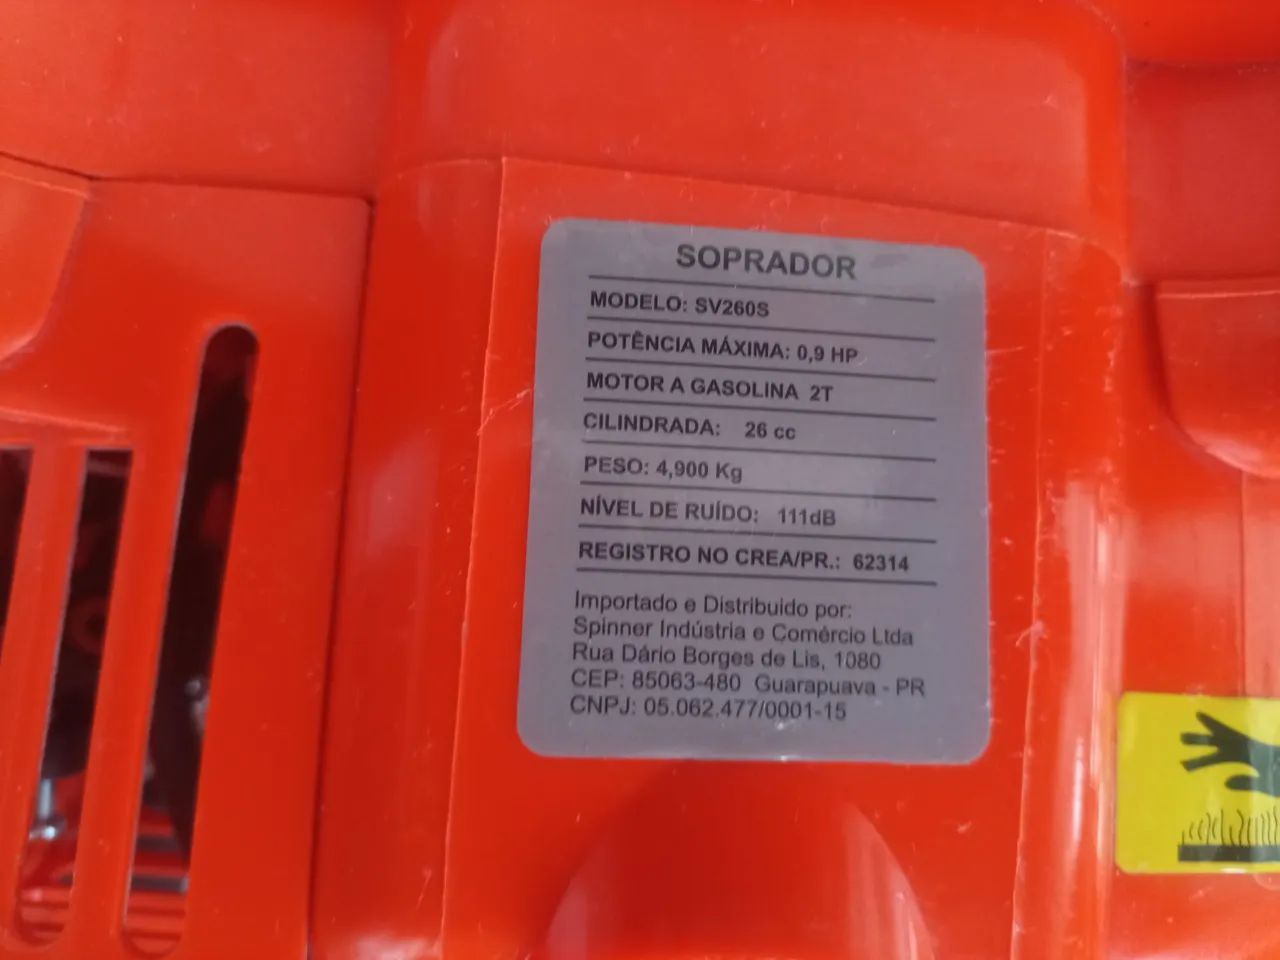 SOPRADOR
MODELO: SV260S
POTÊNCIA MÁXIMA: 0,9 HP
MOTOR A GASOLINA 2T
CILINDRADA: 26 cc
PESO: 4,900 Kg
NÍVEL DE RUÍDO: 111dB
REGISTRO NO CREA/PR.: 62314
Importado e Distribuido por:
Spinner Indústria e Comércio Ltda
Rua Dário Borges de Lis, 1080
CEP: 85063-480 Guarapuava - PR
CNPJ: 05.062.477/0001-15